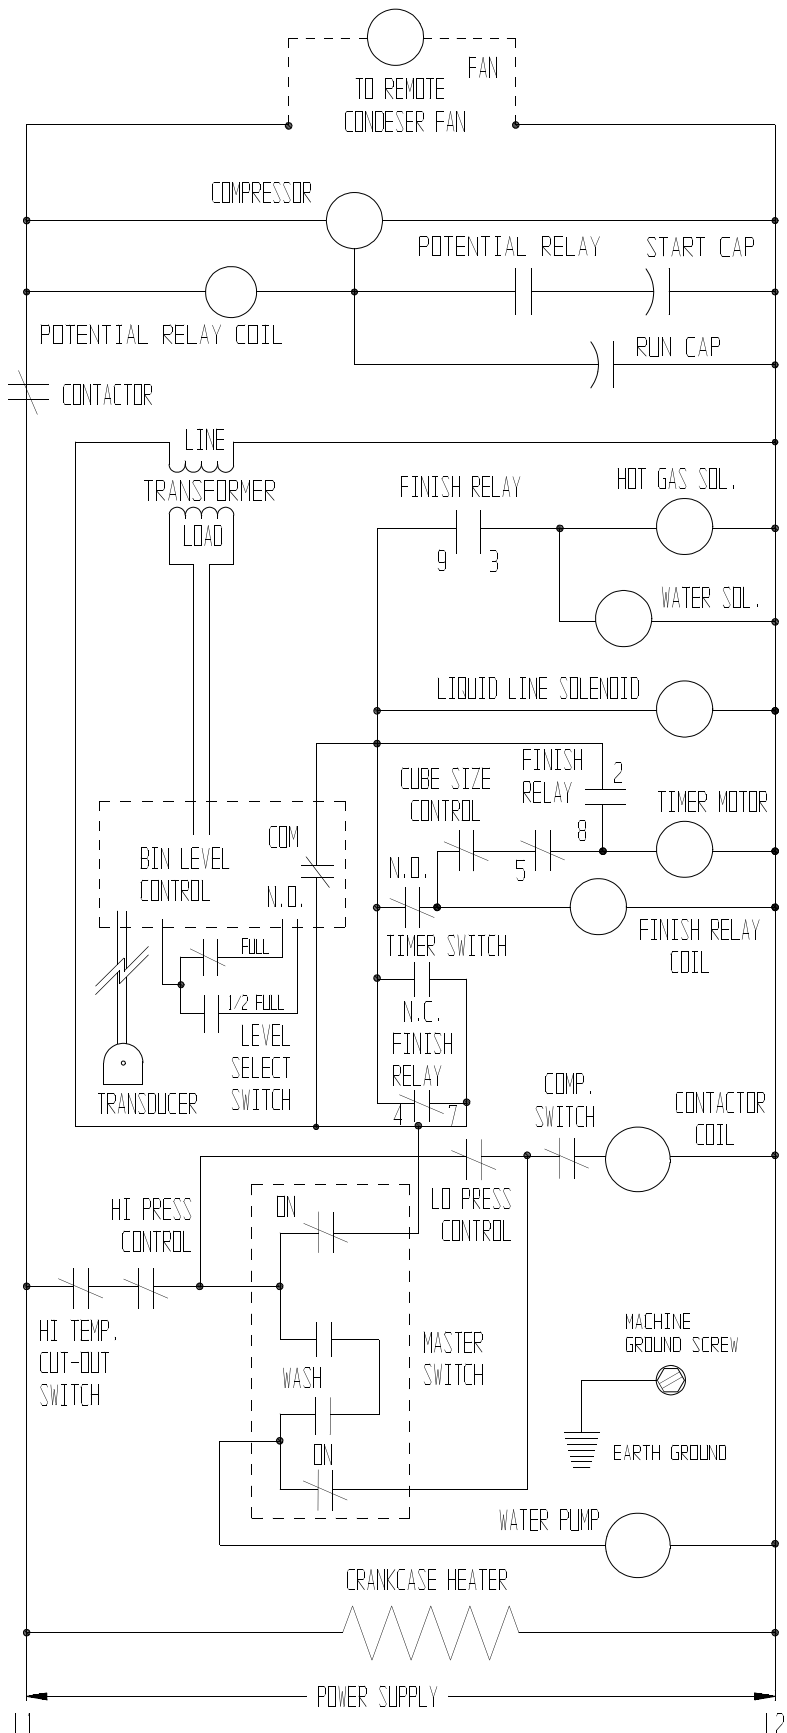 FAN
TO REMOTE
CONDESER FAN
COMPRESSOR
POTENTIAL RELAY
START CAP
POTENTIAL RELAY COIL
RUN CAP
CONTACTOR
LINE
TRANSFORMER
LOAD
FINISH RELAY
HOT GAS SOL.
9
3
WATER SOL.
LIQUID LINE SOLENOID
CUBE SIZE
CONTROL
FINISH
RELAY
2
TIMER MOTOR
8
5
BIN LEVEL
CONTROL
COM
N.O.
N.O.
TIMER SWITCH
FINISH RELAY
COIL
FULL
1/2 FULL
LEVEL
SELECT
SWITCH
N.C.
FINISH
RELAY
4
7
TRANSDUCER
COMP.
SWITCH
CONTACTOR
COIL
LO PRESS
CONTROL
HI PRESS
CONTROL
ON
HI TEMP.
CUT-OUT
SWITCH
WASH
MASTER
SWITCH
ON
MACHINE
GROUND SCREW
EARTH GROUND
WATER PUMP
CRANKCASE HEATER
POWER SUPPLY
L1
L2